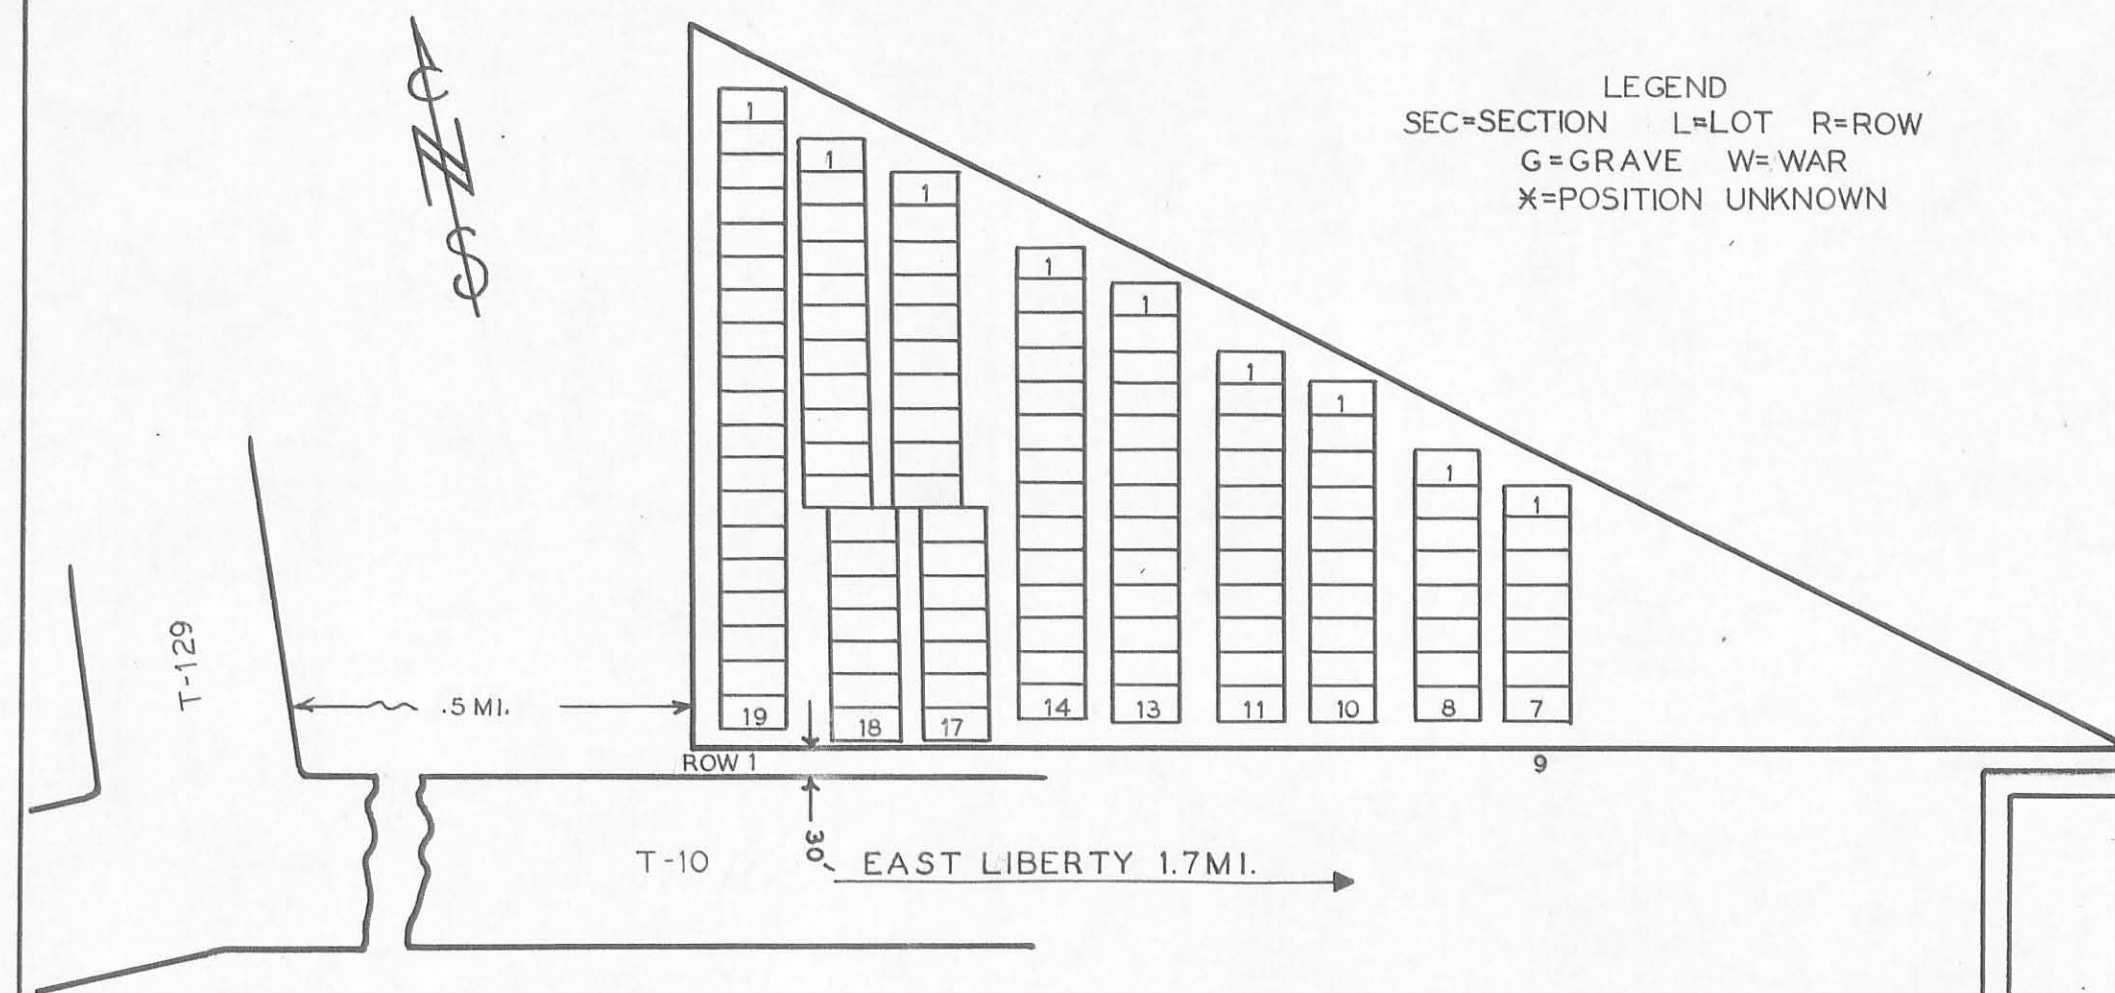 LEGEND
SEC=SECTION L=LOT R=ROW
G=GRAVE W=WAR
*=POSITION UNKNOWN
N
S
1
1
1
1
1
1
1
1
1
T-129
.5 MI.
19
18
17
14
13
11
10
8
7
ROW 1
9
T-10
30'
EAST LIBERTY 1.7MI.